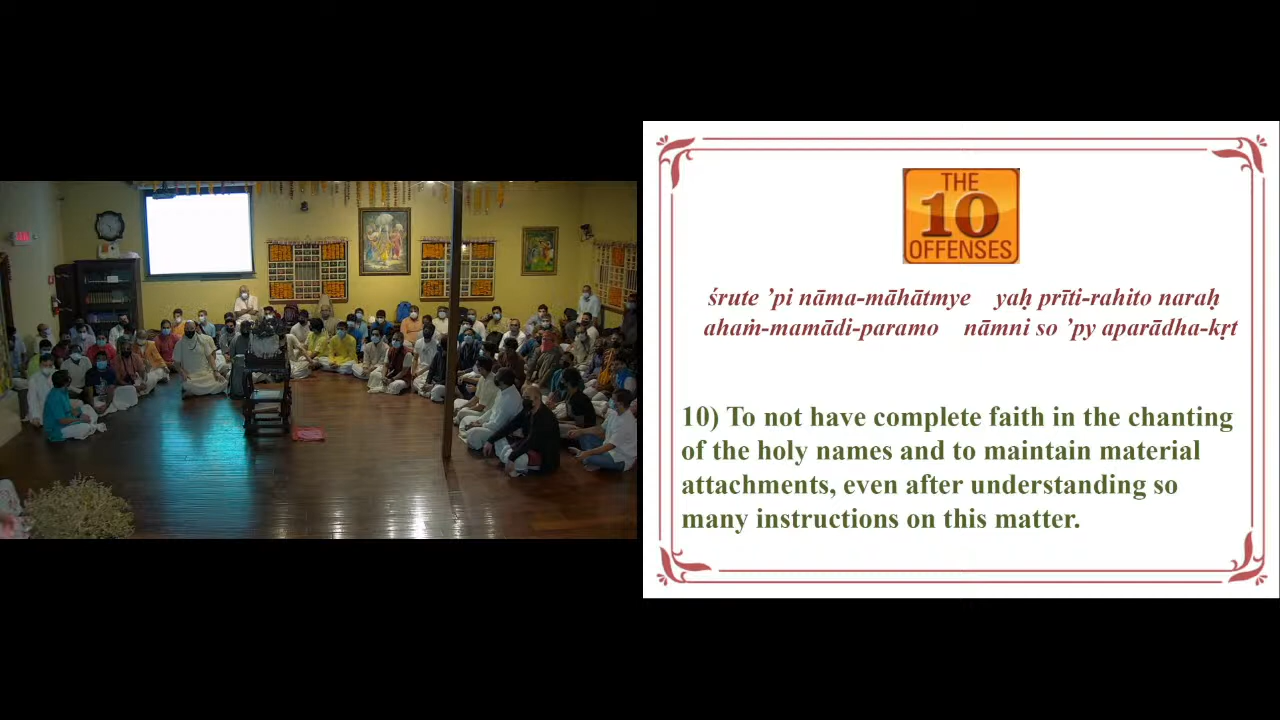 THE
10
OFFENSES
śrute ’pi nāma-māhātmye yaḥ prīti-rahito naraḥ
ahaṁ-mamādi-paramo nāmni so ’py aparādha-kṛt
10) To not have complete faith in the chanting
of the holy names and to maintain material
attachments, even after understanding so
many instructions on this matter.